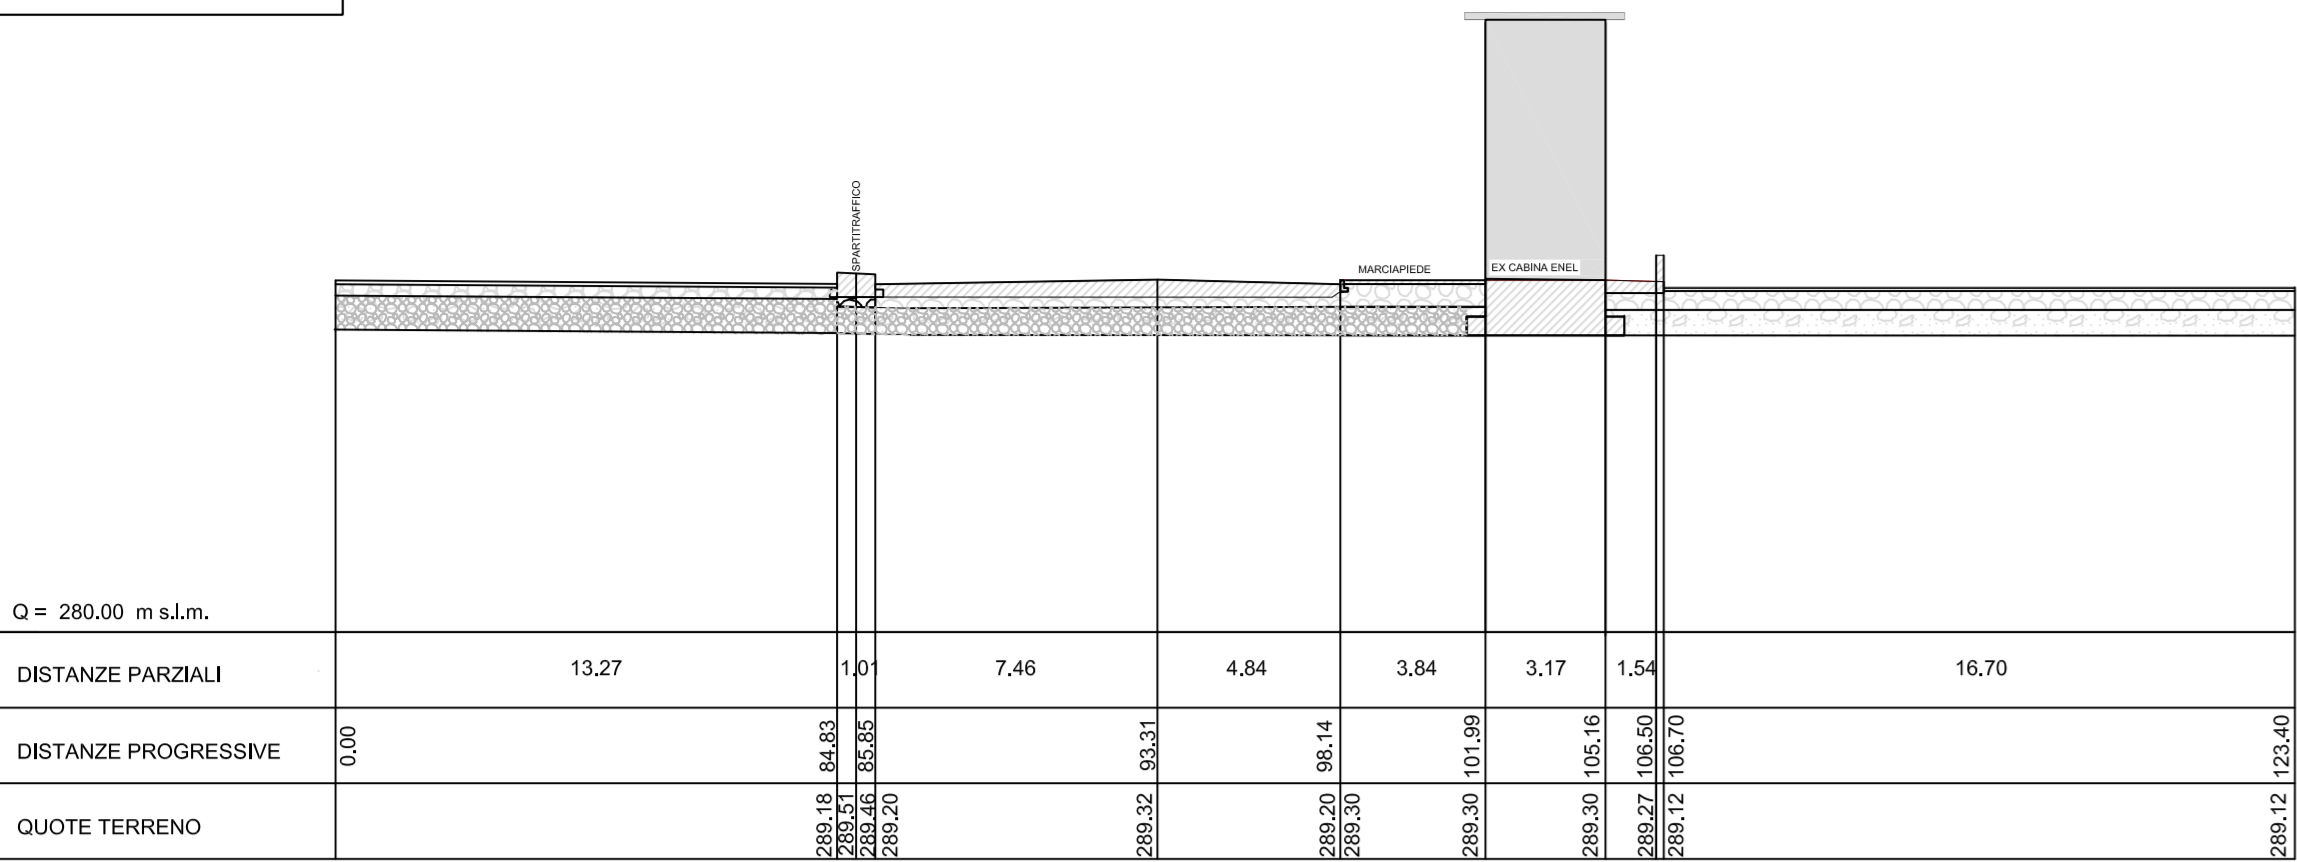 SPARTITRAFFICO
MARCIAPIEDE
EX CABINA ENEL
Q = 280.00 m s.l.m.
DISTANZE PARZIALI 13.27 1.01 7.46 4.84 3.84 3.17 1.54 16.70
DISTANZE PROGRESSIVE 0.00 84.83 85.85 93.31 98.14 101.99 105.16 106.50 106.70 123.40
QUOTE TERRENO 289.18 289.51 289.46 289.20 289.32 289.20 289.30 289.30 289.30 289.27 289.12 289.12